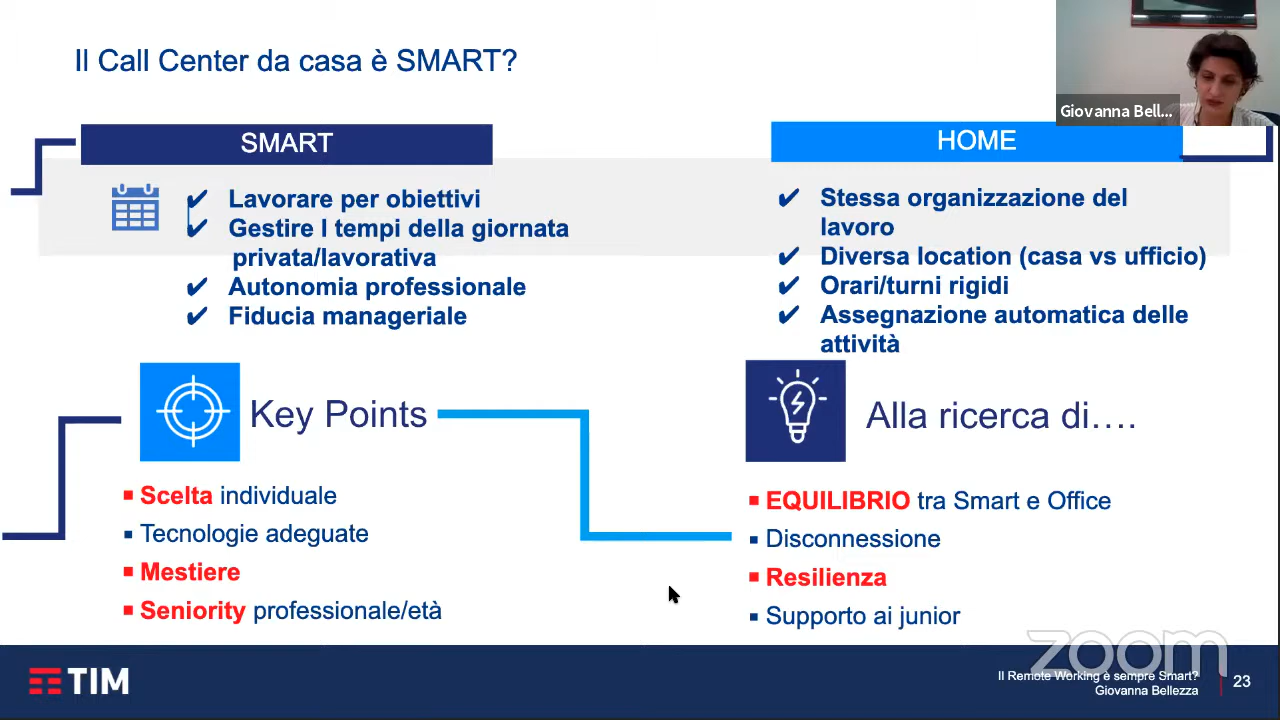 Il Call Center da casa è SMART?
Giovanna Bell...
SMART
✔ Lavorare per obiettivi
✔ Gestire I tempi della giornata
privata/lavorativa
✔ Autonomia professionale
✔ Fiducia manageriale
HOME
✔ Stessa organizzazione del
lavoro
✔ Diversa location (casa vs ufficio)
✔ Orari/turni rigidi
✔ Assegnazione automatica delle
attività
Key Points
▪ Scelta individuale
▪ Tecnologie adeguate
▪ Mestiere
▪ Seniority professionale/età
Alla ricerca di....
▪ EQUILIBRIO tra Smart e Office
▪ Disconnessione
▪ Resilienza
▪ Supporto ai junior
zoom
TIM
Il Remote Working è sempre Smart?
Giovanna Bellezza
23